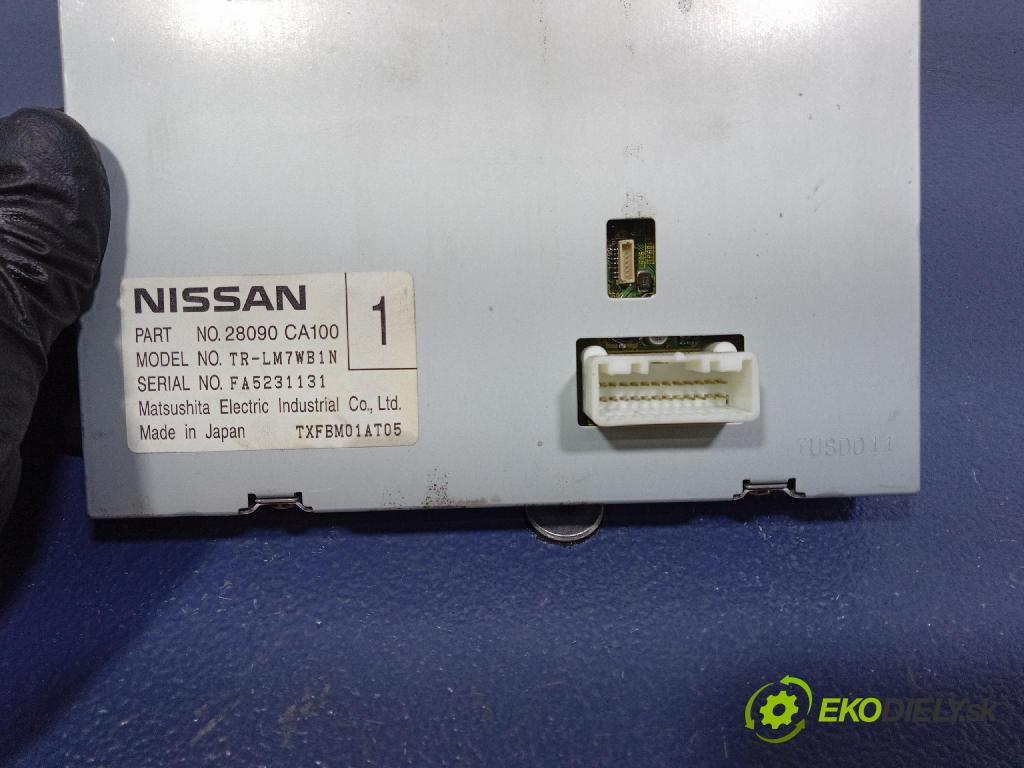 NISSAN
1
PART NO. 28090 CA100
MODEL NO. TR-LM7WB1N
SERIAL NO. FA5231131
Matsushita Electric Industrial Co., Ltd.
Made in Japan TXFBM01AT05
EKODIELY.sk